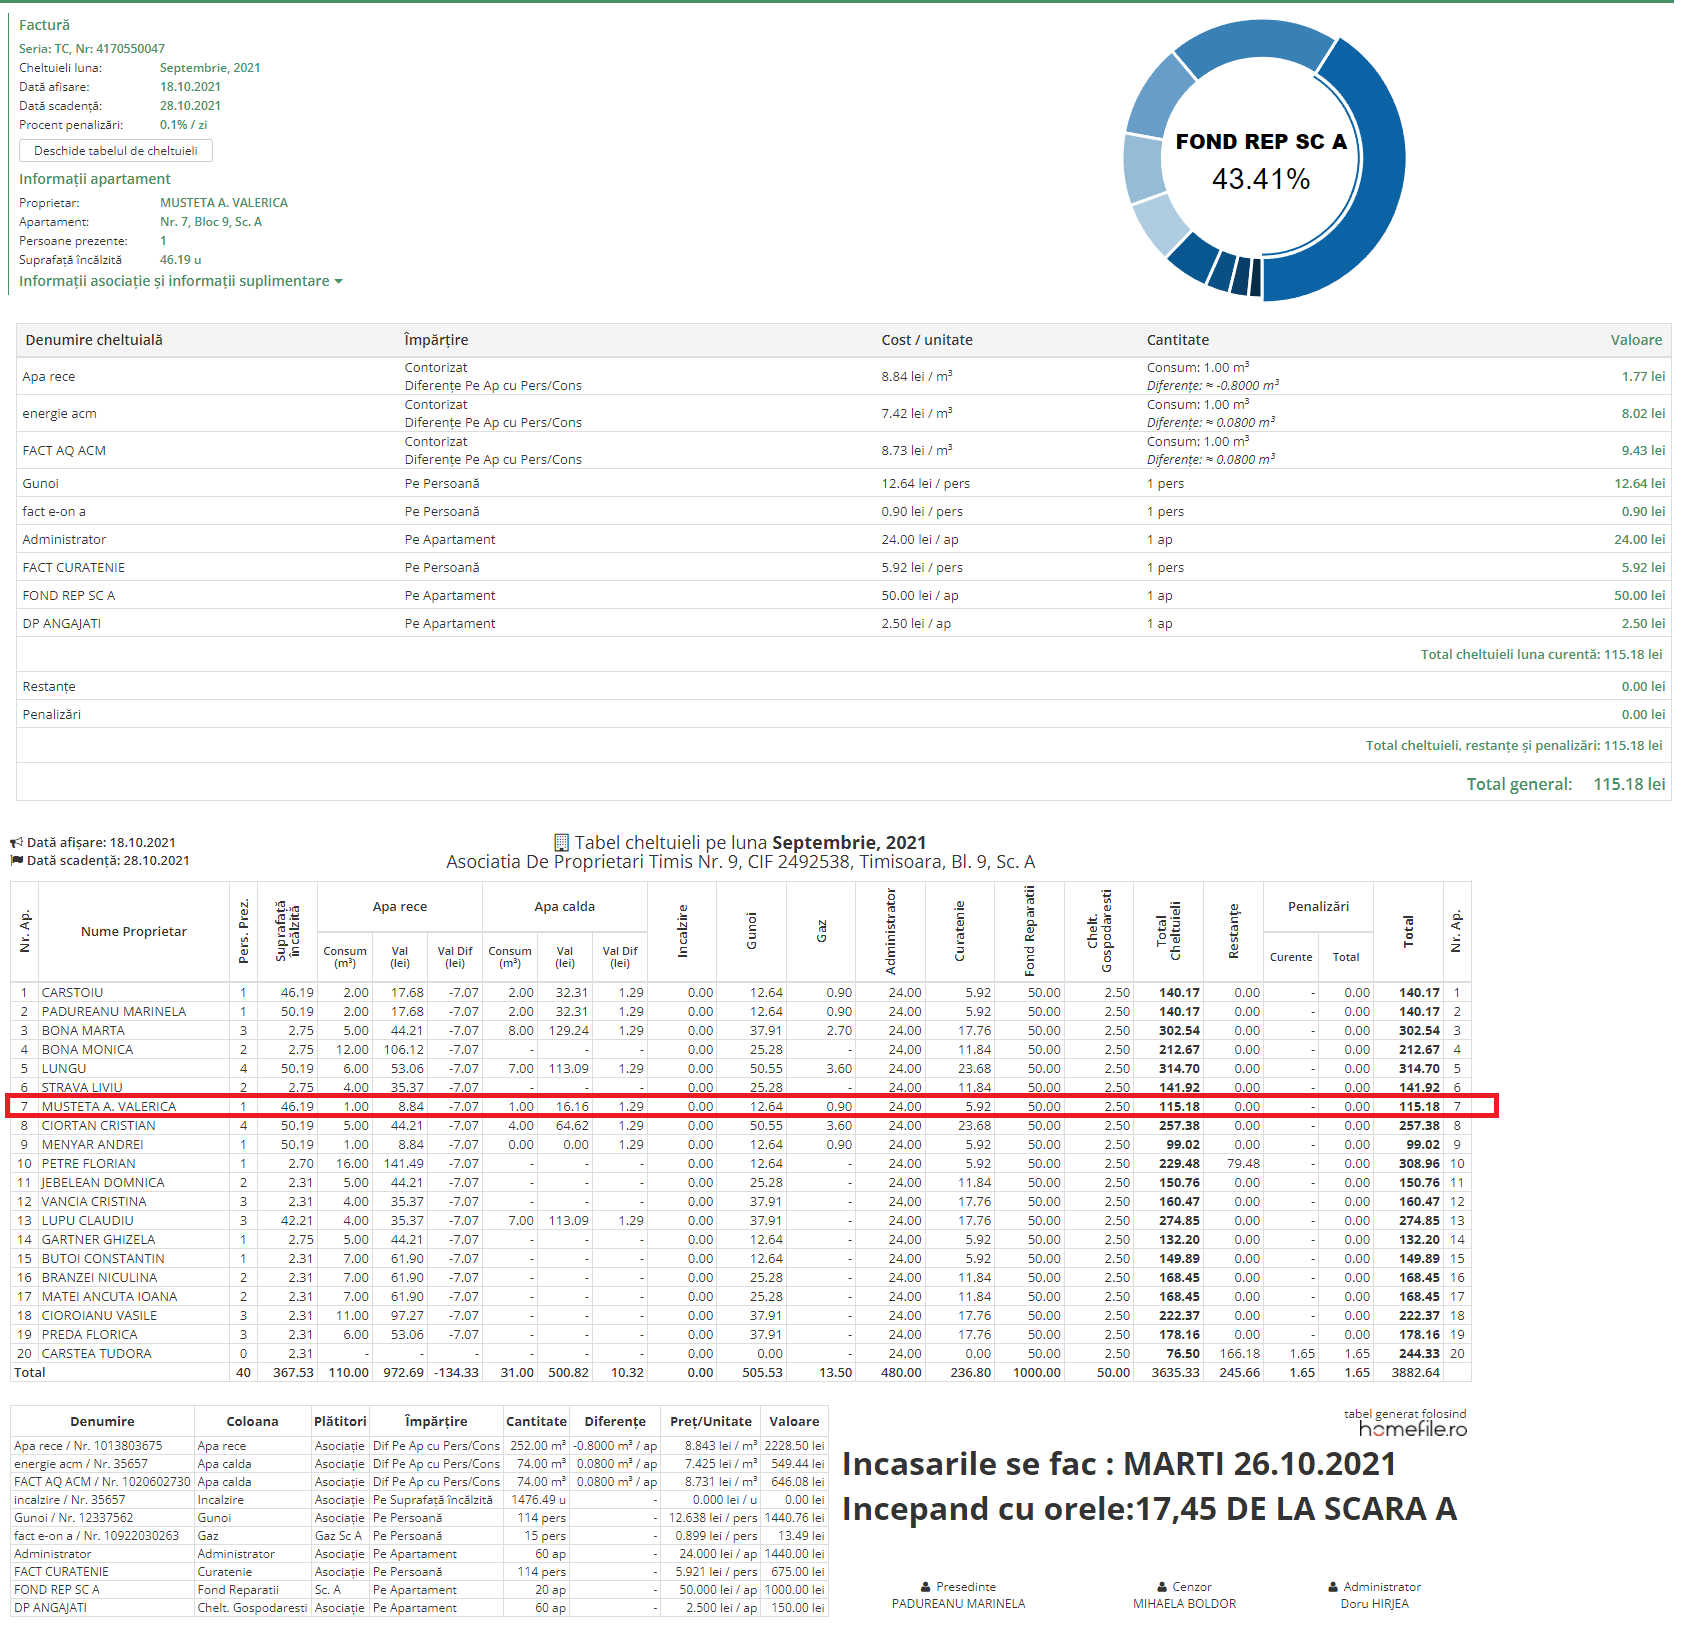 Factură
Seria: TC, Nr: 4170550047
Cheltuieli luna: Septembrie, 2021
Dată afisare: 18.10.2021
Dată scadență: 28.10.2021
Procent penalizări: 0.1% / zi
Deschide tabelul de cheltuieli
Informații apartament
Proprietar: MUSTETA A. VALERICA
Apartament: Nr. 7, Bloc 9, Sc. A
Persoane prezente: 1
Suprafață încălzită 46.19 u
Informații asociație și informații suplimentare
FOND REP SC A
43.41%
Denumire cheltuială Împărțire Cost / unitate Cantitate Valoare
Apa rece Contorizat Diferențe Pe Ap cu Pers/Cons 8.84 lei / m³ Consum: 1.00 m³ Diferențe: ≈ -0.8000 m³ 1.77 lei
energie acm Contorizat Diferențe Pe Ap cu Pers/Cons 7.42 lei / m³ Consum: 1.00 m³ Diferențe: ≈ 0.0800 m³ 8.02 lei
FACT AQ ACM Contorizat Diferențe Pe Ap cu Pers/Cons 8.73 lei / m³ Consum: 1.00 m³ Diferențe: ≈ 0.0800 m³ 9.43 lei
Gunoi Pe Persoană 12.64 lei / pers 1 pers 12.64 lei
fact e-on a Pe Persoană 0.90 lei / pers 1 pers 0.90 lei
Administrator Pe Apartament 24.00 lei / ap 1 ap 24.00 lei
FACT CURATENIE Pe Persoană 5.92 lei / pers 1 pers 5.92 lei
FOND REP SC A Pe Apartament 50.00 lei / ap 1 ap 50.00 lei
DP ANGAJATI Pe Apartament 2.50 lei / ap 1 ap 2.50 lei
Total cheltuieli luna curentă: 115.18 lei
Restanțe 0.00 lei
Penalizări 0.00 lei
Total cheltuieli, restanțe și penalizări: 115.18 lei
Total general: 115.18 lei
Dată afișare: 18.10.2021
Dată scadență: 28.10.2021
Tabel cheltuieli pe luna Septembrie, 2021
Asociatia De Proprietari Timis Nr. 9, CIF 2492538, Timisoara, Bl. 9, Sc. A
Nr. Ap. Nume Proprietar Pers. Prez. Suprafață încălzită Apa rece Apa calda Incalzire Gunoi Gaz Administrator Curatenie Fond Reparatii Chelt. Gospodaresti Total Cheltuieli Restanțe Penalizări Total Nr. Ap.
Consum (m³) Val (lei) Val Dif (lei) Consum (m³) Val (lei) Val Dif (lei) Curente Total
1 CARSTOIU 1 46.19 2.00 17.68 -7.07 2.00 32.31 1.29 0.00 12.64 0.90 24.00 5.92 50.00 2.50 140.17 0.00 - 0.00 140.17 1
2 PADUREANU MARINELA 1 50.19 2.00 17.68 -7.07 2.00 32.31 1.29 0.00 12.64 0.90 24.00 5.92 50.00 2.50 140.17 0.00 - 0.00 140.17 2
3 BONA MARTA 3 2.75 5.00 44.21 -7.07 8.00 129.24 1.29 0.00 37.91 2.70 24.00 17.76 50.00 2.50 302.54 0.00 - 0.00 302.54 3
4 BONA MONICA 2 2.75 12.00 106.12 -7.07 - - - 0.00 25.28 - 24.00 11.84 50.00 2.50 212.67 0.00 - 0.00 212.67 4
5 LUNGU 4 50.19 6.00 53.06 -7.07 7.00 113.09 1.29 0.00 50.55 3.60 24.00 23.68 50.00 2.50 314.70 0.00 - 0.00 314.70 5
6 STRAVA LIVIU 2 2.75 4.00 35.37 -7.07 - - - 0.00 25.28 - 24.00 11.84 50.00 2.50 141.92 0.00 - 0.00 141.92 6
7 MUSTETA A. VALERICA 1 46.19 1.00 8.84 -7.07 1.00 16.16 1.29 0.00 12.64 0.90 24.00 5.92 50.00 2.50 115.18 0.00 - 0.00 115.18 7
8 CIORTAN CRISTIAN 4 50.19 5.00 44.21 -7.07 4.00 64.62 1.29 0.00 50.55 3.60 24.00 23.68 50.00 2.50 257.38 0.00 - 0.00 257.38 8
9 MENYAR ANDREI 1 50.19 1.00 8.84 -7.07 0.00 0.00 1.29 0.00 12.64 0.90 24.00 5.92 50.00 2.50 99.02 0.00 - 0.00 99.02 9
10 PETRE FLORIAN 1 2.70 16.00 141.49 -7.07 - - - 0.00 12.64 - 24.00 5.92 50.00 2.50 229.48 79.48 - 0.00 308.96 10
11 JEBELEAN DOMNICA 2 2.31 5.00 44.21 -7.07 - - - 0.00 25.28 - 24.00 11.84 50.00 2.50 150.76 0.00 - 0.00 150.76 11
12 VANCIA CRISTINA 3 2.31 4.00 35.37 -7.07 - - - 0.00 37.91 - 24.00 17.76 50.00 2.50 160.47 0.00 - 0.00 160.47 12
13 LUPU CLAUDIU 3 42.21 4.00 35.37 -7.07 7.00 113.09 1.29 0.00 37.91 - 24.00 17.76 50.00 2.50 274.85 0.00 - 0.00 274.85 13
14 GARTNER GHIZELA 1 2.75 5.00 44.21 -7.07 - - - 0.00 12.64 - 24.00 5.92 50.00 2.50 132.20 0.00 - 0.00 132.20 14
15 BUTOI CONSTANTIN 1 2.31 7.00 61.90 -7.07 - - - 0.00 12.64 - 24.00 5.92 50.00 2.50 149.89 0.00 - 0.00 149.89 15
16 BRANZEI NICULINA 2 2.31 7.00 61.90 -7.07 - - - 0.00 25.28 - 24.00 11.84 50.00 2.50 168.45 0.00 - 0.00 168.45 16
17 MATEI ANCUTA IOANA 2 2.31 7.00 61.90 -7.07 - - - 0.00 25.28 - 24.00 11.84 50.00 2.50 168.45 0.00 - 0.00 168.45 17
18 CIOROIANU VASILE 3 2.31 11.00 97.27 -7.07 - - - 0.00 37.91 - 24.00 17.76 50.00 2.50 222.37 0.00 - 0.00 222.37 18
19 PREDA FLORICA 3 2.31 6.00 53.06 -7.07 - - - 0.00 37.91 - 24.00 17.76 50.00 2.50 178.16 0.00 - 0.00 178.16 19
20 CARSTEA TUDORA 0 2.31 - - - - - - 0.00 0.00 - 24.00 0.00 50.00 2.50 76.50 166.18 1.65 1.65 244.33 20
Total 40 367.53 110.00 972.69 -134.33 31.00 500.82 10.32 0.00 505.53 13.50 480.00 236.80 1000.00 50.00 3635.33 245.66 1.65 1.65 3882.64
Denumire Coloana Plătitori Împărțire Cantitate Diferențe Preț/Unitate Valoare
Apa rece / Nr. 1013803675 Apa rece Asociație Dif Pe Ap cu Pers/Cons 252.00 m³ -0.8000 m³ / ap 8.843 lei / m³ 2228.50 lei
energie acm / Nr. 35657 Apa calda Asociație Dif Pe Ap cu Pers/Cons 74.00 m³ 0.0800 m³ / ap 7.425 lei / m³ 549.44 lei
FACT AQ ACM / Nr. 1020602730 Apa calda Asociație Dif Pe Ap cu Pers/Cons 74.00 m³ 0.0800 m³ / ap 8.731 lei / m³ 646.08 lei
incalzire / Nr. 35657 Incalzire Asociație Pe Suprafață încălzită 1476.49 u - 0.000 lei / u 0.00 lei
Gunoi / Nr. 12337562 Gunoi Asociație Pe Persoană 114 pers - 12.638 lei / pers 1440.76 lei
fact e-on a / Nr. 10922030263 Gaz Gaz Sc A Pe Persoană 15 pers - 0.899 lei / pers 13.49 lei
Administrator Administrator Asociație Pe Apartament 60 ap - 24.000 lei / ap 1440.00 lei
FACT CURATENIE Curatenie Asociație Pe Persoană 114 pers - 5.921 lei / pers 675.00 lei
FOND REP SC A Fond Reparatii Sc. A Pe Apartament 20 ap - 50.000 lei / ap 1000.00 lei
DP ANGAJATI Chelt. Gospodaresti Asociație Pe Apartament 60 ap - 2.500 lei / ap 150.00 lei
tabel generat folosind
homefile.ro
Incasarile se fac : MARTI 26.10.2021
Incepand cu orele:17,45 DE LA SCARA A
Presedinte Cenzor Administrator
PADUREANU MARINELA MIHAELA BOLDOR Doru HIRJEA